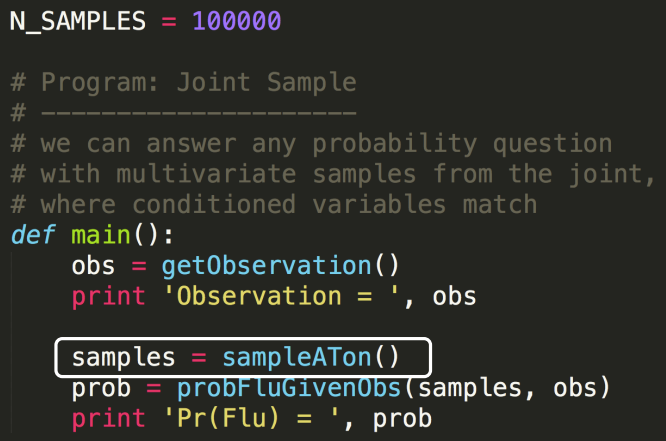 N_SAMPLES = 100000
# Program: Joint Sample
# ---------------------
# we can answer any probability question
# with multivariate samples from the joint,
# where conditioned variables match
def main():
obs = getObservation()
print 'Observation = ', obs
samples = sampleATon()
prob = probFluGivenObs(samples, obs)
print 'Pr(Flu) = ', prob